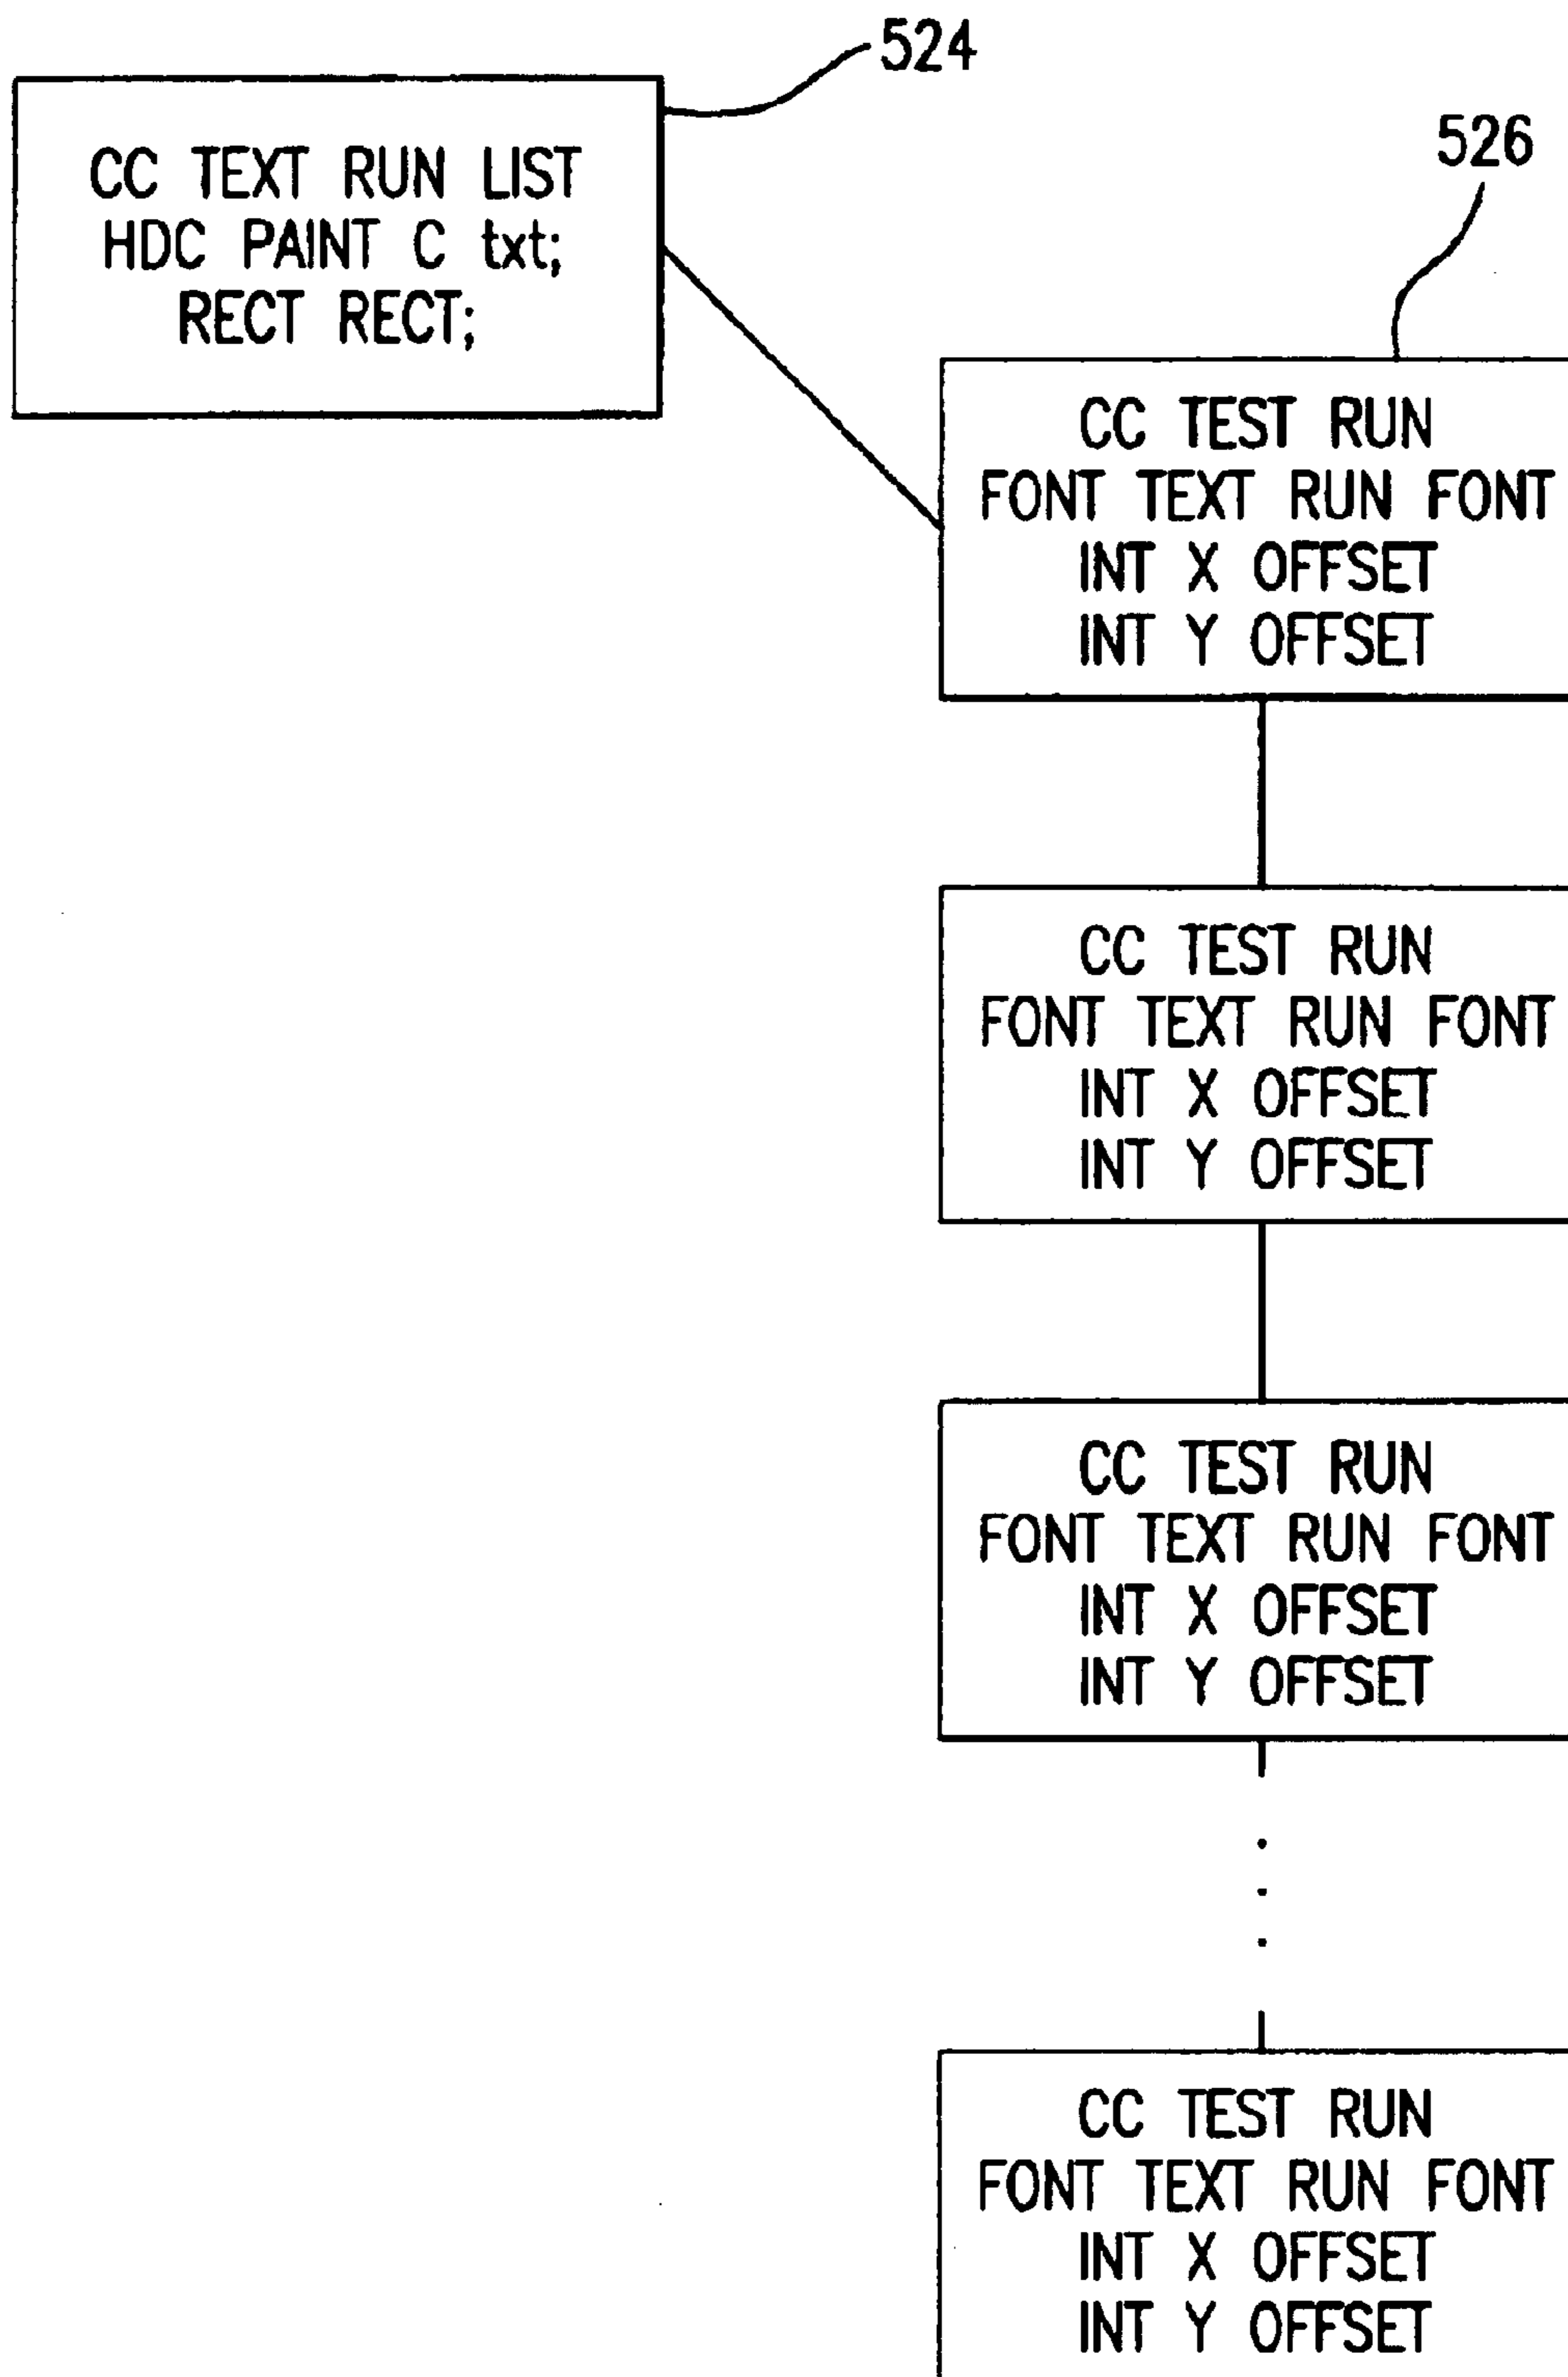 524
CC TEXT RUN LIST
HDC PAINT C txt;
RECT RECT;
526
CC TEST RUN
FONT TEXT RUN FONT
INT X OFFSET
INT Y OFFSET
CC TEST RUN
FONT TEXT RUN FONT
INT X OFFSET
INT Y OFFSET
CC TEST RUN
FONT TEXT RUN FONT
INT X OFFSET
INT Y OFFSET
CC TEST RUN
FONT TEXT RUN FONT
INT X OFFSET
INT Y OFFSET